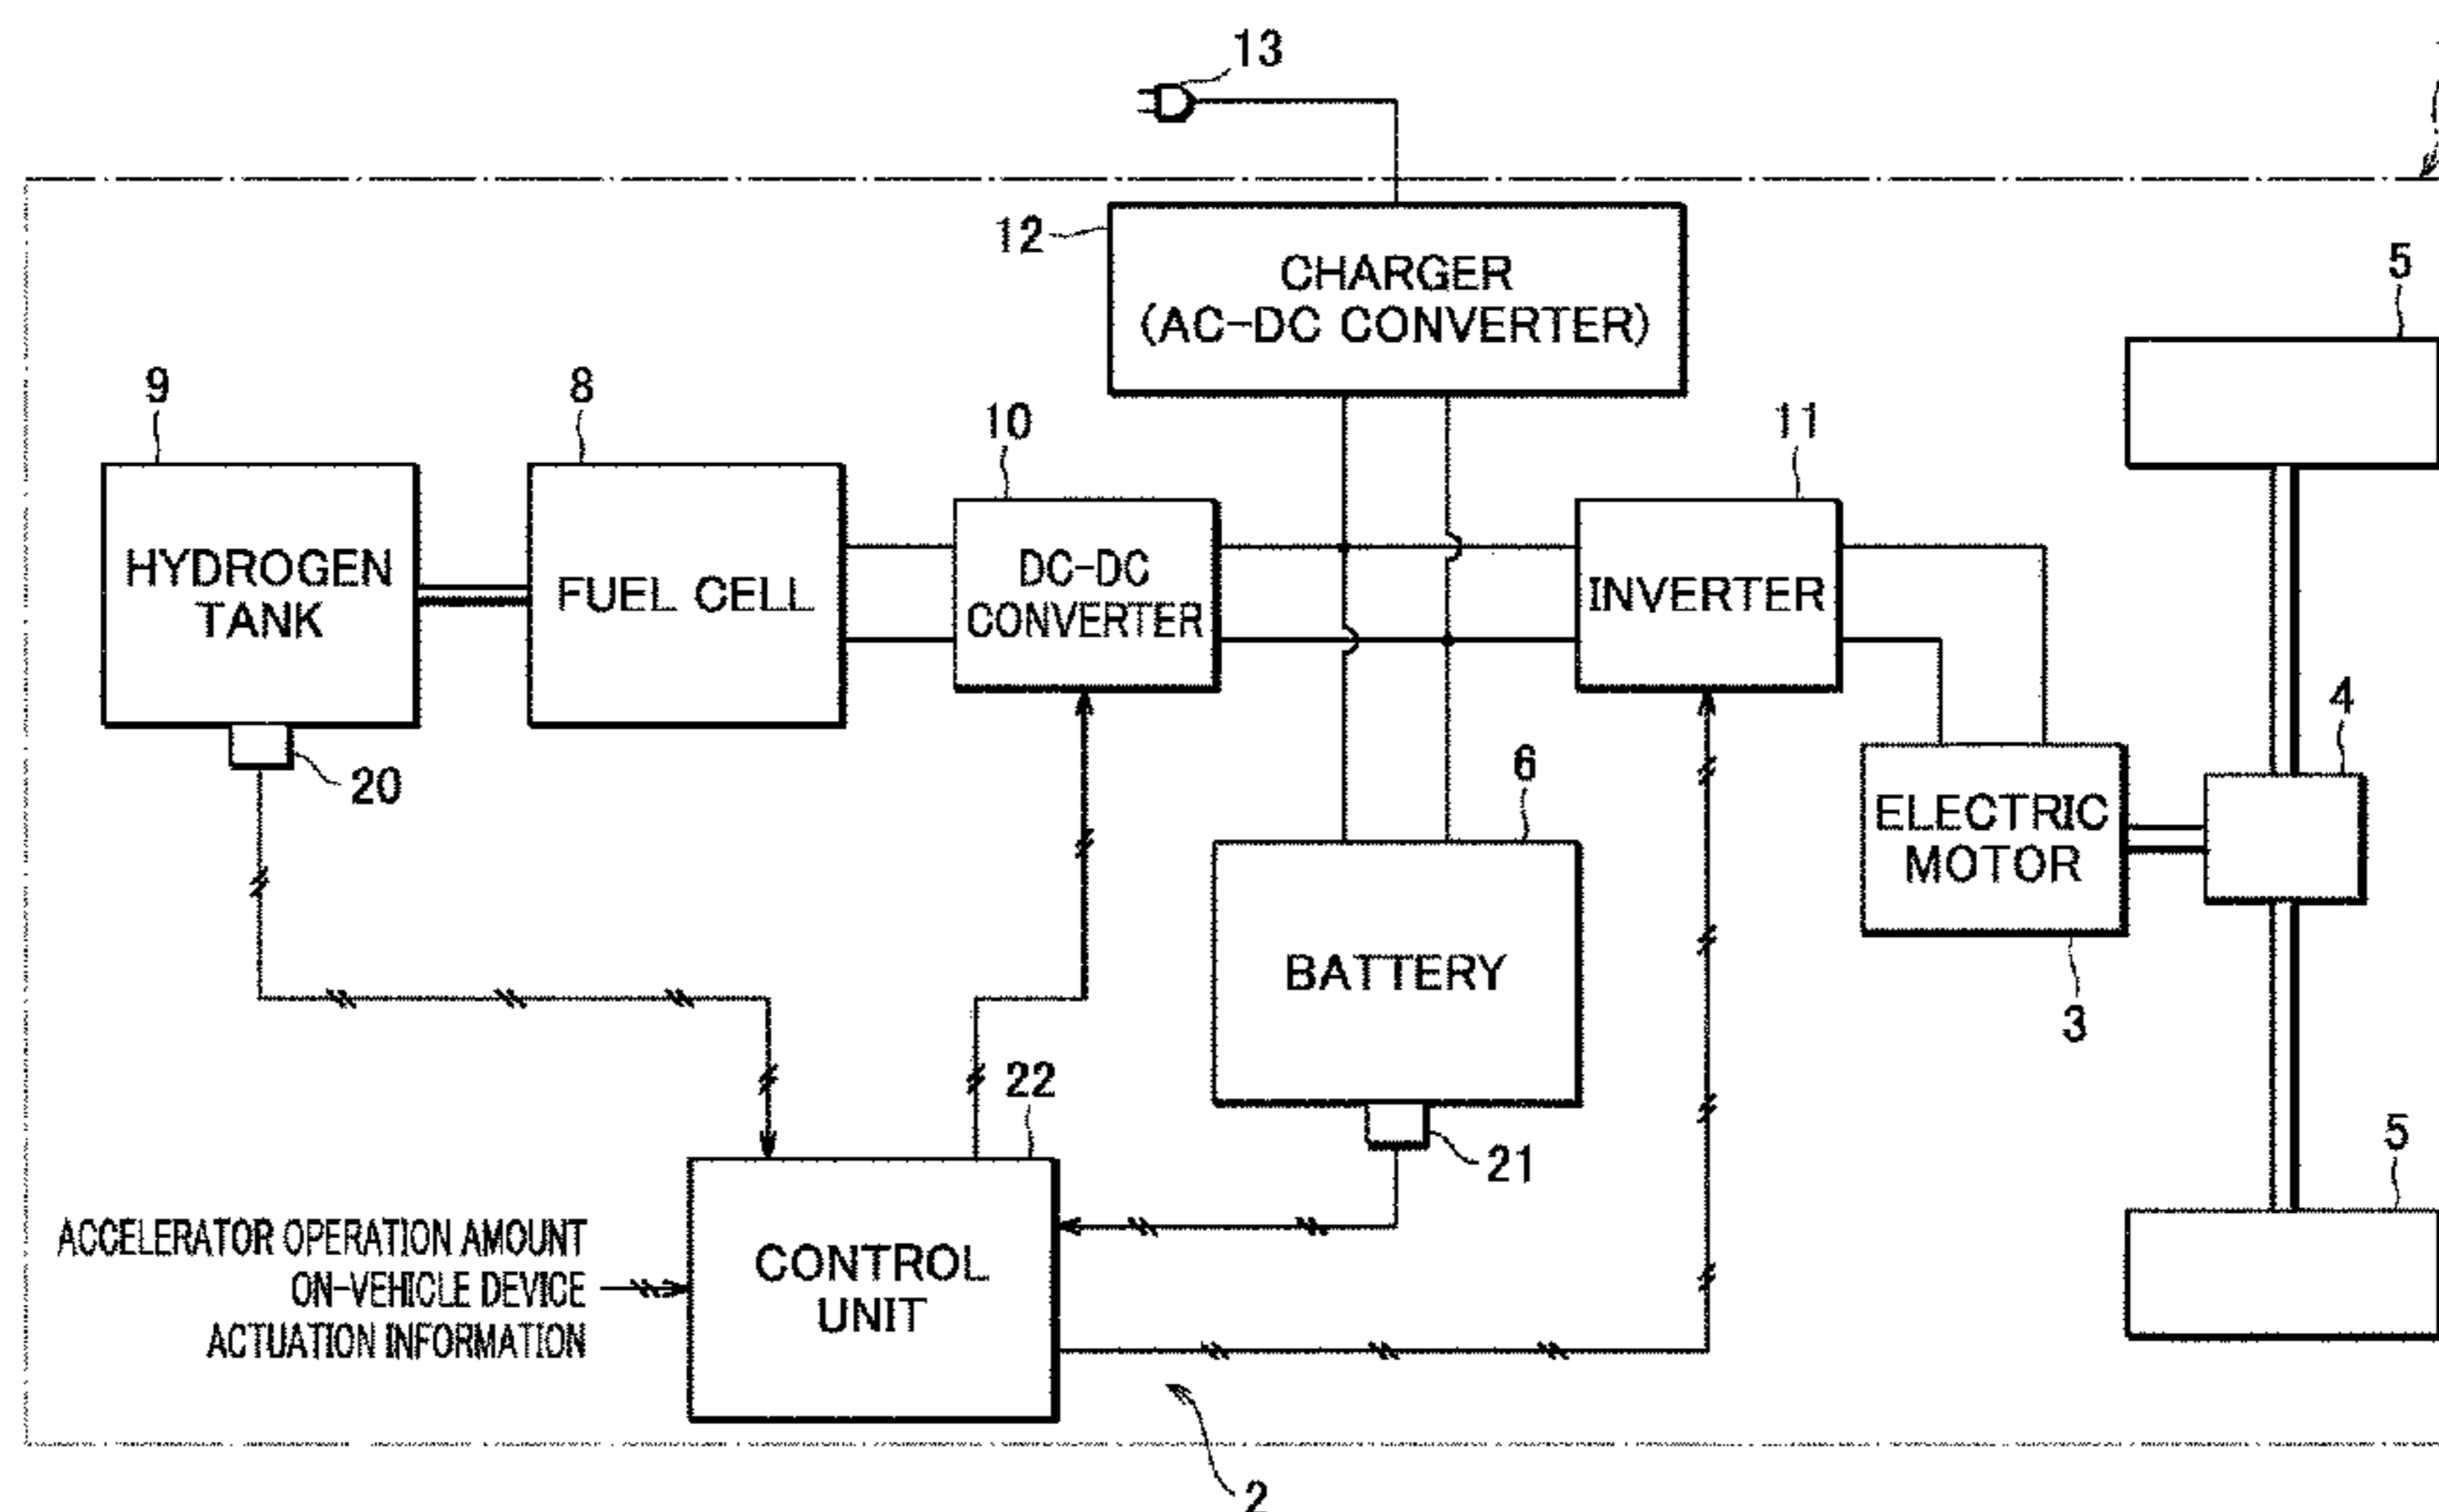 13
12
CHARGER
(AC-DC CONVERTER)
5
9
8
10
11
HYDROGEN
TANK
FUEL CELL
DC-DC
CONVERTER
INVERTER
4
20
6
ELECTRIC
MOTOR
BATTERY
3
22
21
5
ACCELERATOR OPERATION AMOUNT
ON-VEHICLE DEVICE
ACTUATION INFORMATION
CONTROL
UNIT
2